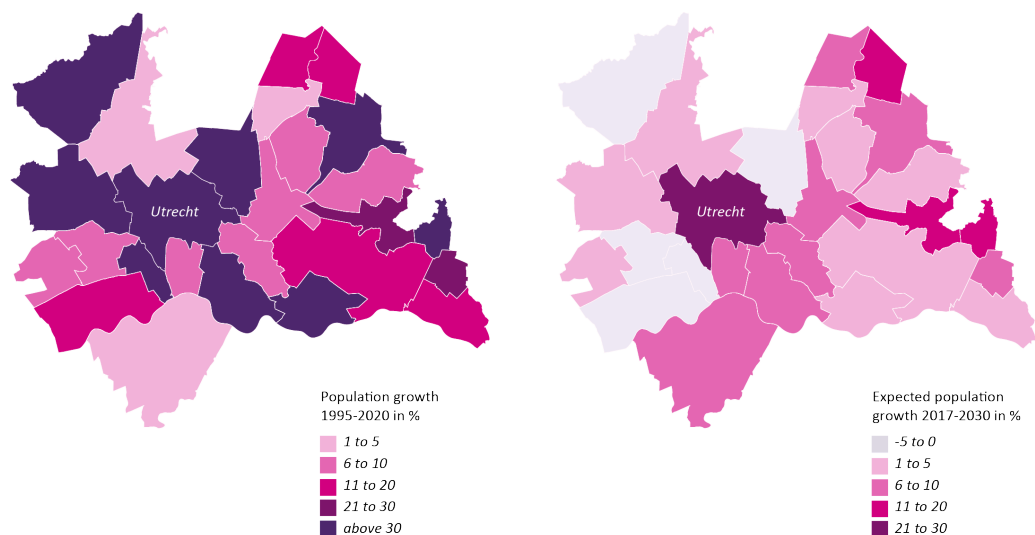 Utrecht
Population growth
1995-2020 in %
1 to 5
6 to 10
11 to 20
21 to 30
above 30
Utrecht
Expected population
growth 2017-2030 in %
-5 to 0
1 to 5
6 to 10
11 to 20
21 to 30